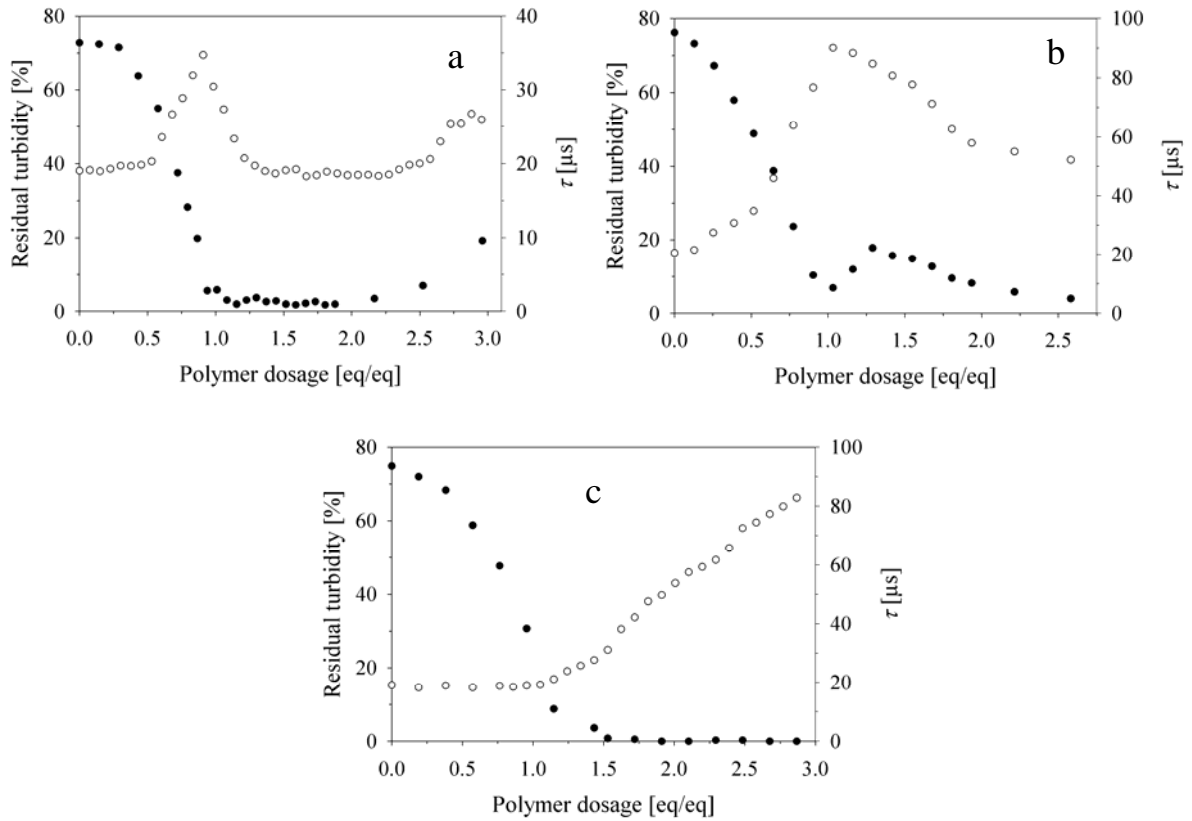 a
80
60
40
20
0
Residual turbidity [%]
40
30
20
10
0
τ [µs]
0.0 0.5 1.0 1.5 2.0 2.5 3.0
Polymer dosage [eq/eq]
b
80
60
40
20
0
Residual turbidity [%]
100
80
60
40
20
0
τ [µs]
0.0 0.5 1.0 1.5 2.0 2.5
Polymer dosage [eq/eq]
c
80
60
40
20
0
Residual turbidity [%]
100
80
60
40
20
0
τ [µs]
0.0 0.5 1.0 1.5 2.0 2.5 3.0
Polymer dosage [eq/eq]